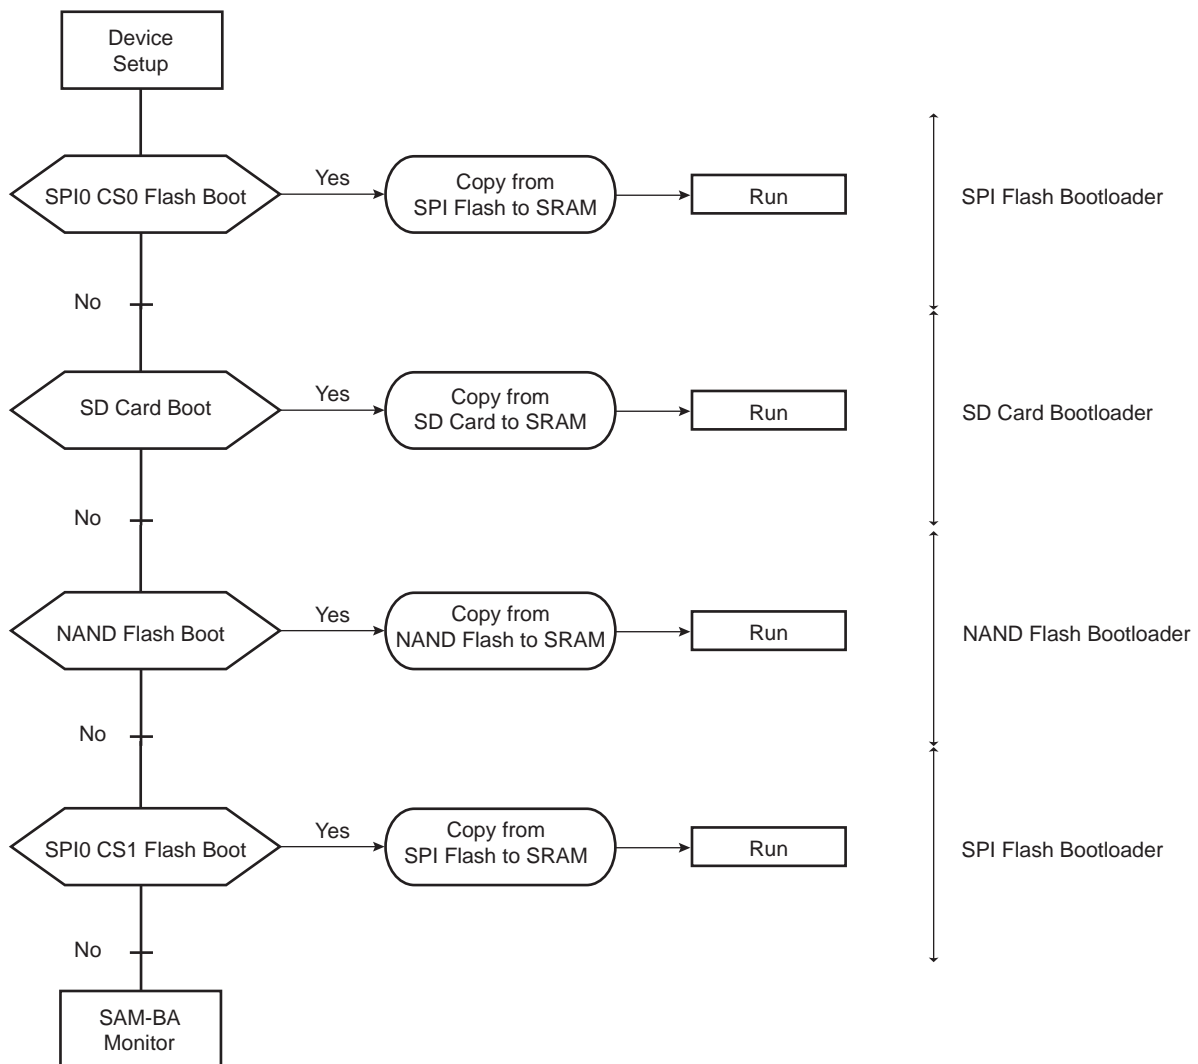 Device
Setup
SPI0 CS0 Flash Boot
Yes
Copy from
SPI Flash to SRAM
Run
SPI Flash Bootloader
No
SD Card Boot
Yes
Copy from
SD Card to SRAM
Run
SD Card Bootloader
No
NAND Flash Boot
Yes
Copy from
NAND Flash to SRAM
Run
NAND Flash Bootloader
No
SPI0 CS1 Flash Boot
Yes
Copy from
SPI Flash to SRAM
Run
SPI Flash Bootloader
No
SAM-BA
Monitor